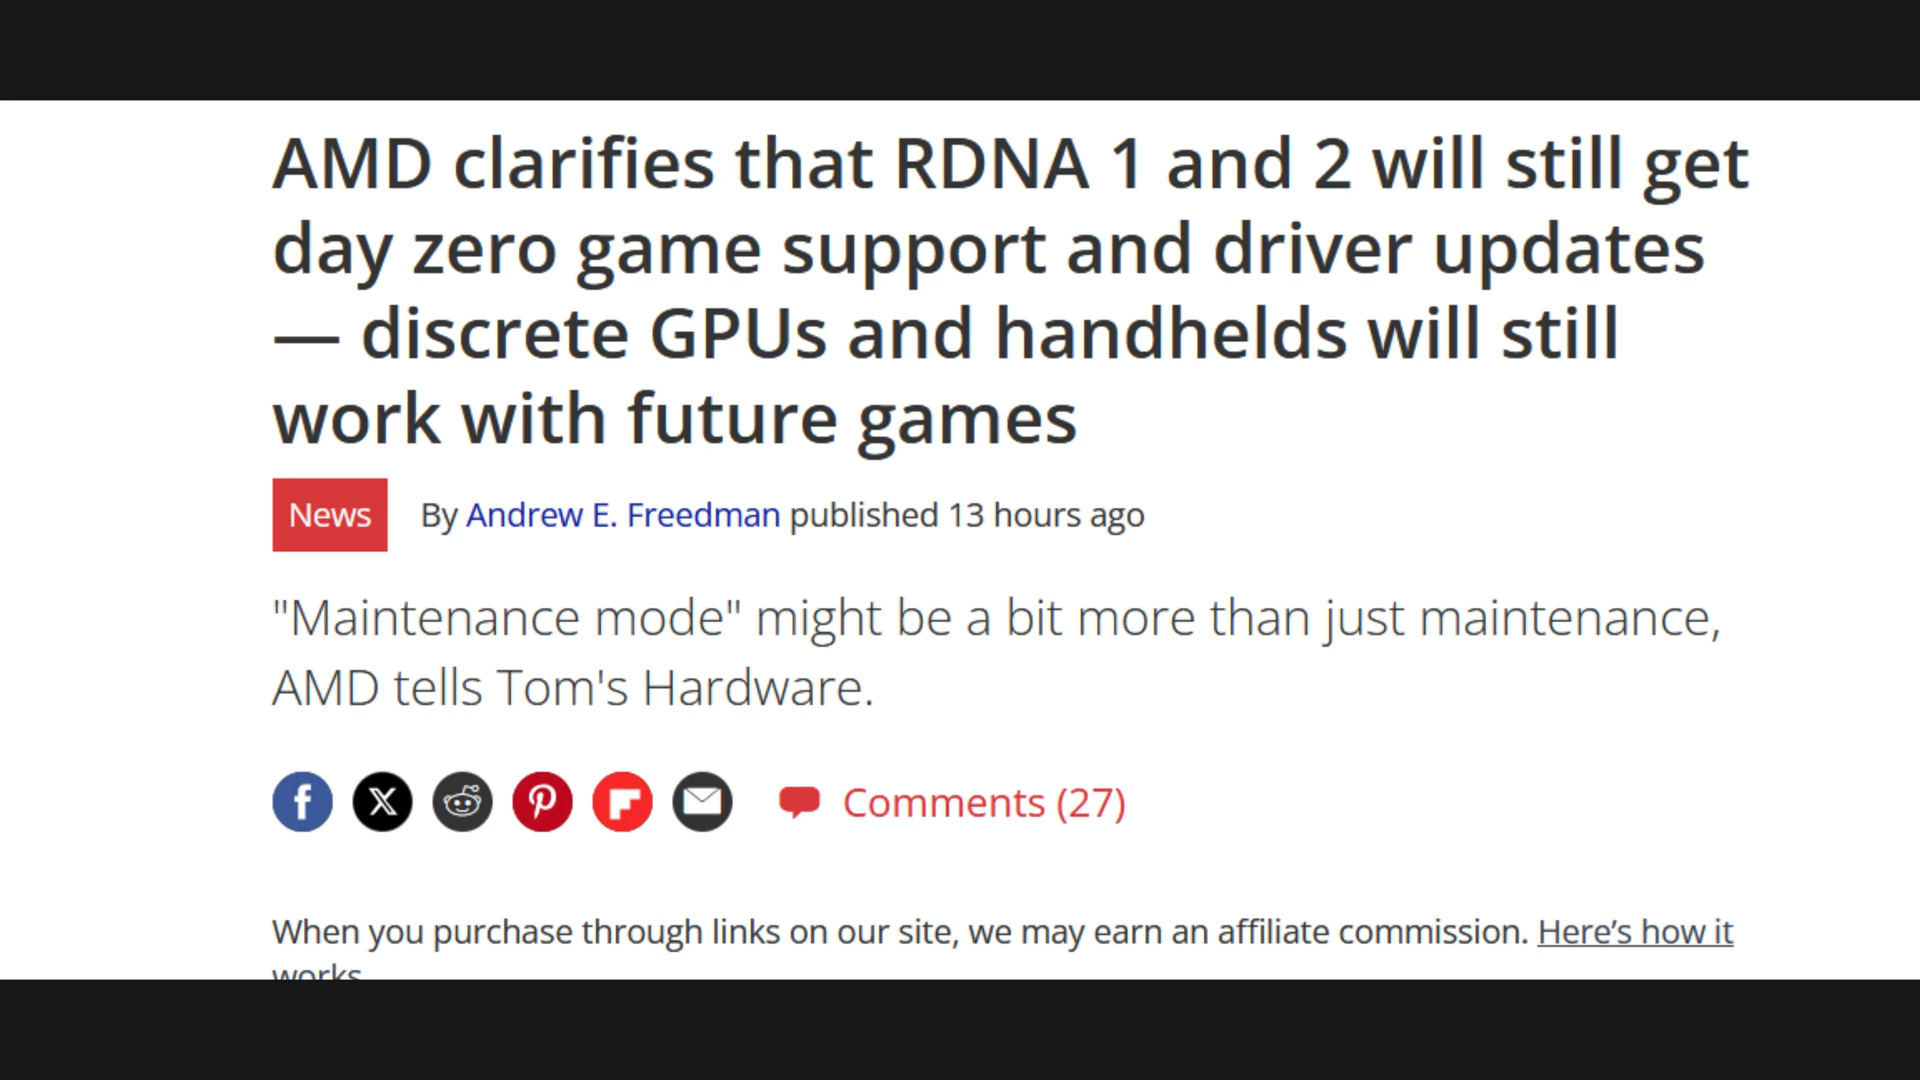 AMD clarifies that RDNA 1 and 2 will still get
day zero game support and driver updates
— discrete GPUs and handhelds will still
work with future games
News By Andrew E. Freedman published 13 hours ago
"Maintenance mode" might be a bit more than just maintenance,
AMD tells Tom's Hardware.
Comments (27)
When you purchase through links on our site, we may earn an affiliate commission. Here’s how it
works